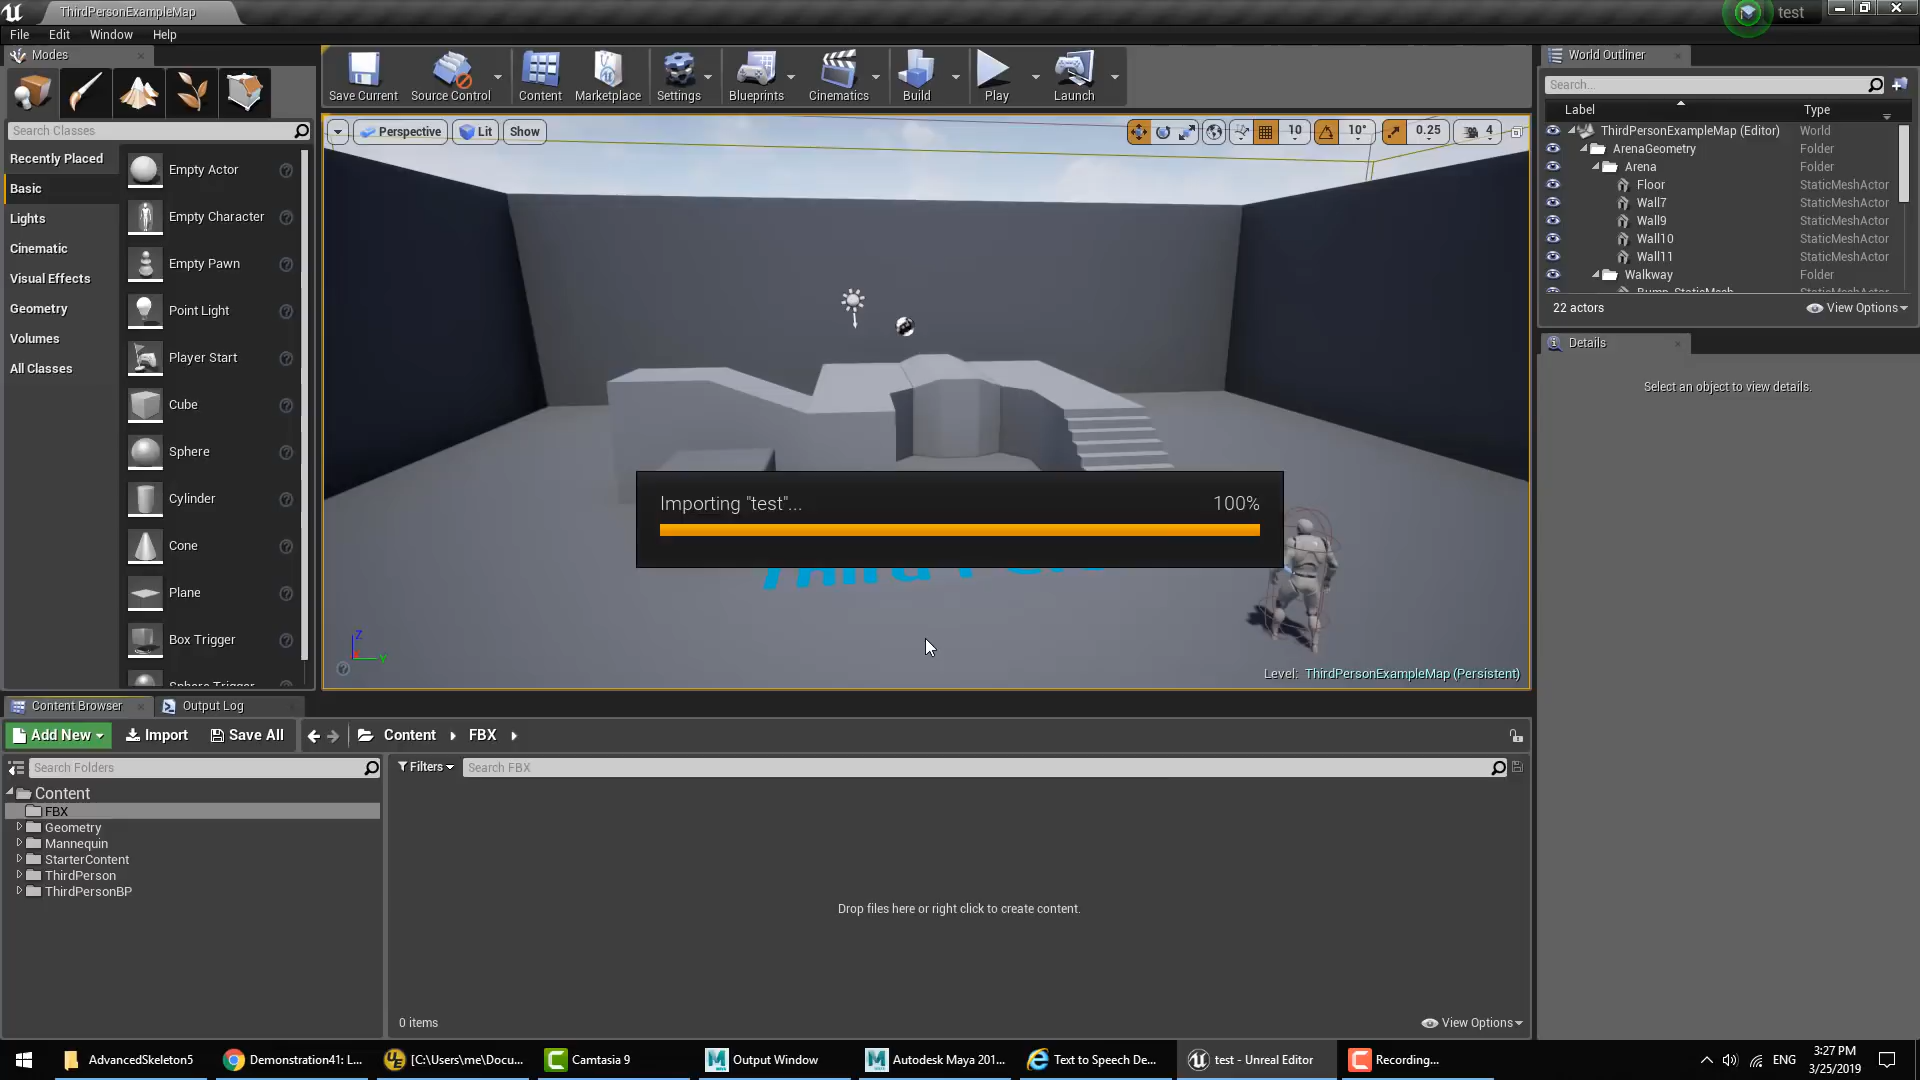 ThirdPersonExampleMap
test
File Edit Window Help
Modes
Search Classes
Recently Placed
Basic
Lights
Cinematic
Visual Effects
Geometry
Volumes
All Classes
Empty Actor
Empty Character
Empty Pawn
Point Light
Player Start
Cube
Sphere
Cylinder
Cone
Plane
Box Trigger
Sphere Trigger
Save Current Source Control Content Marketplace Settings Blueprints Cinematics Build Play Launch
Perspective Lit Show 10 10° 0.25 4
Importing "test"... 100%
Third Pers
Z
Y
Level: ThirdPersonExampleMap (Persistent)
World Outliner
Search...
Label Type
ThirdPersonExampleMap (Editor) World
ArenaGeometry Folder
Arena Folder
Floor StaticMeshActor
Wall7 StaticMeshActor
Wall9 StaticMeshActor
Wall10 StaticMeshActor
Wall11 StaticMeshActor
Walkway Folder
Bump_StaticMesh
22 actors View Options
Details
Select an object to view details.
Content Browser Output Log
Add New Import Save All Content FBX
Search Folders
Filters Search FBX
Content
FBX
Geometry
Mannequin
StarterContent
ThirdPerson
ThirdPersonBP
Drop files here or right click to create content.
0 items View Options
AdvancedSkeleton5 Demonstration41: L... [C:\Users\me\Docu... Camtasia 9 Output Window Autodesk Maya 201... Text to Speech De... test - Unreal Editor Recording... ENG 3:27 PM
3/25/2019